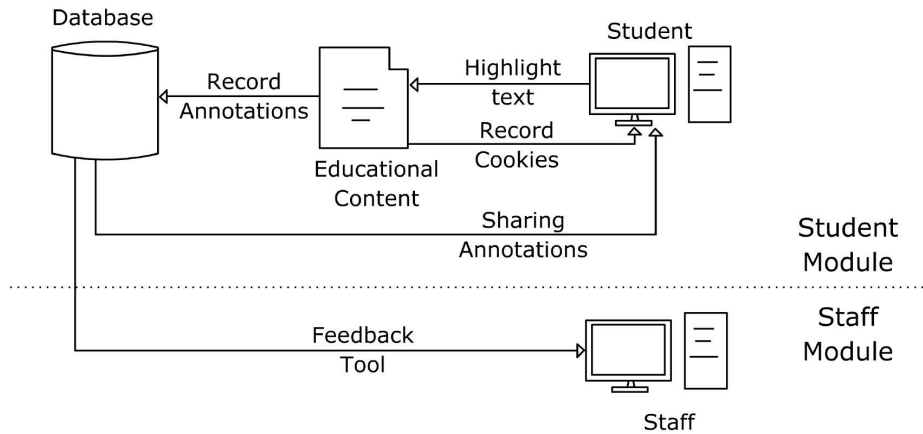 Database
Student
Record
Annotations
Highlight
text
Record
Cookies
Educational
Content
Sharing
Annotations
Student
Module
Staff
Module
Feedback
Tool
Staff